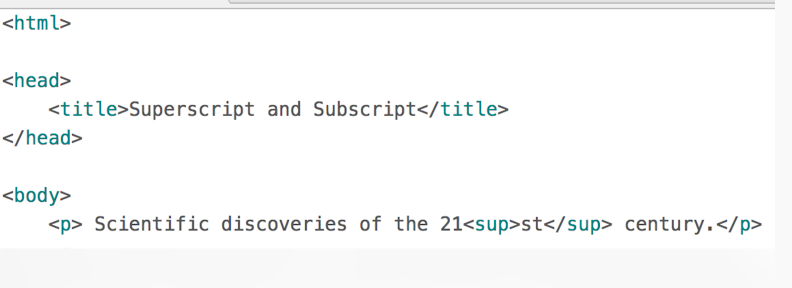 <html>
<head>
<title>Superscript and Subscript</title>
</head>
<body>
<p> Scientific discoveries of the 21<sup>st</sup> century.</p>